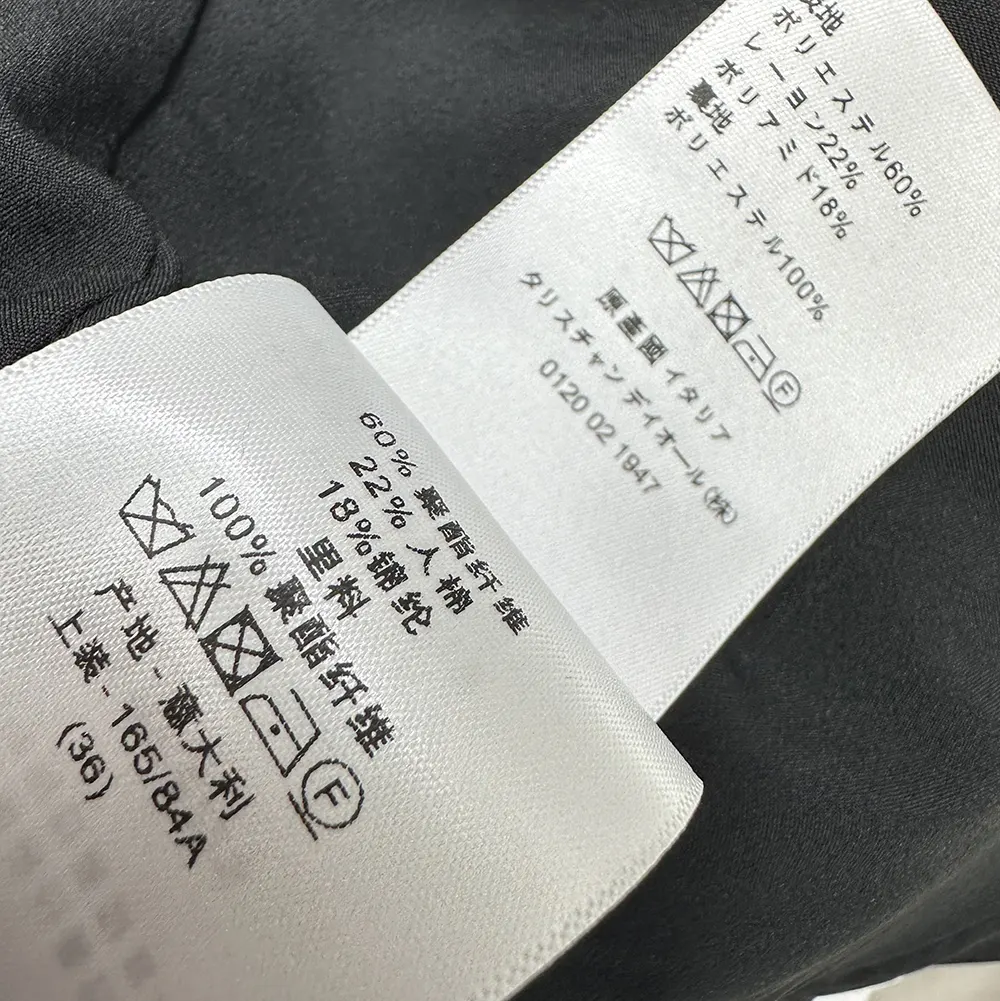 地
ポリエステル60%
レーヨン22%
ポリアミド18%
裏地
ポリエステル100%
F
原産國 イタリア
タリスチャンデイオール(株)
0120 02 1947
60% 聚酯纤维
22% 人棉
18% 锦纶
里料
100% 聚酯纤维
F
产地 - 意大利
上装 - 165/84A
(36)